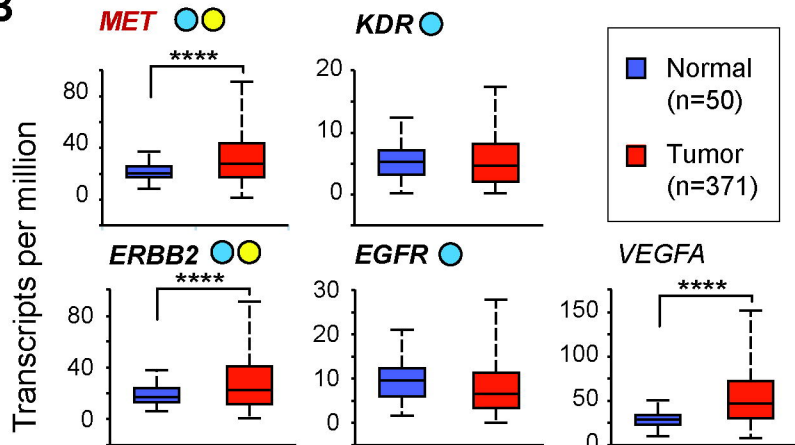 B
MET
KDR
****
80
40
0
20
10
0
Normal
(n=50)
Tumor
(n=371)
Transcripts per million
ERBB2
EGFR
VEGFA
****
80
40
0
30
20
10
0
****
150
100
50
0